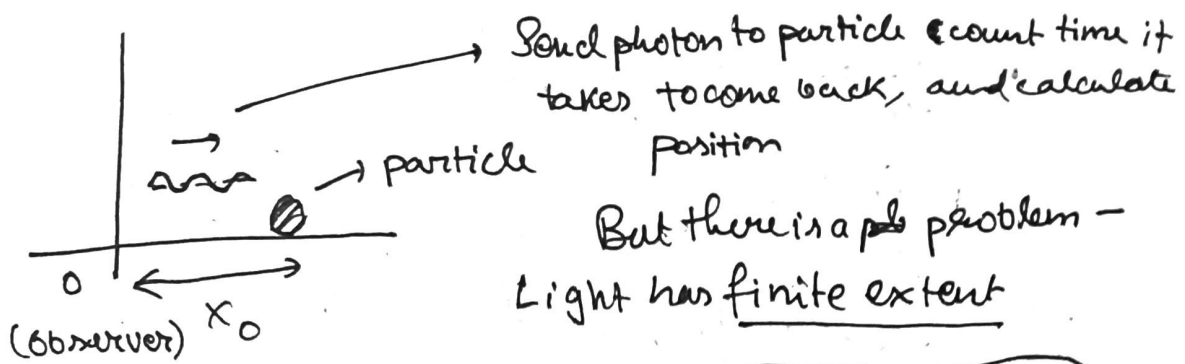 Send photon to particle & count time it
takes to come back, and calculate
position
particle
But there is a problem -
Light has finite extent
0
x₀
(Observer)